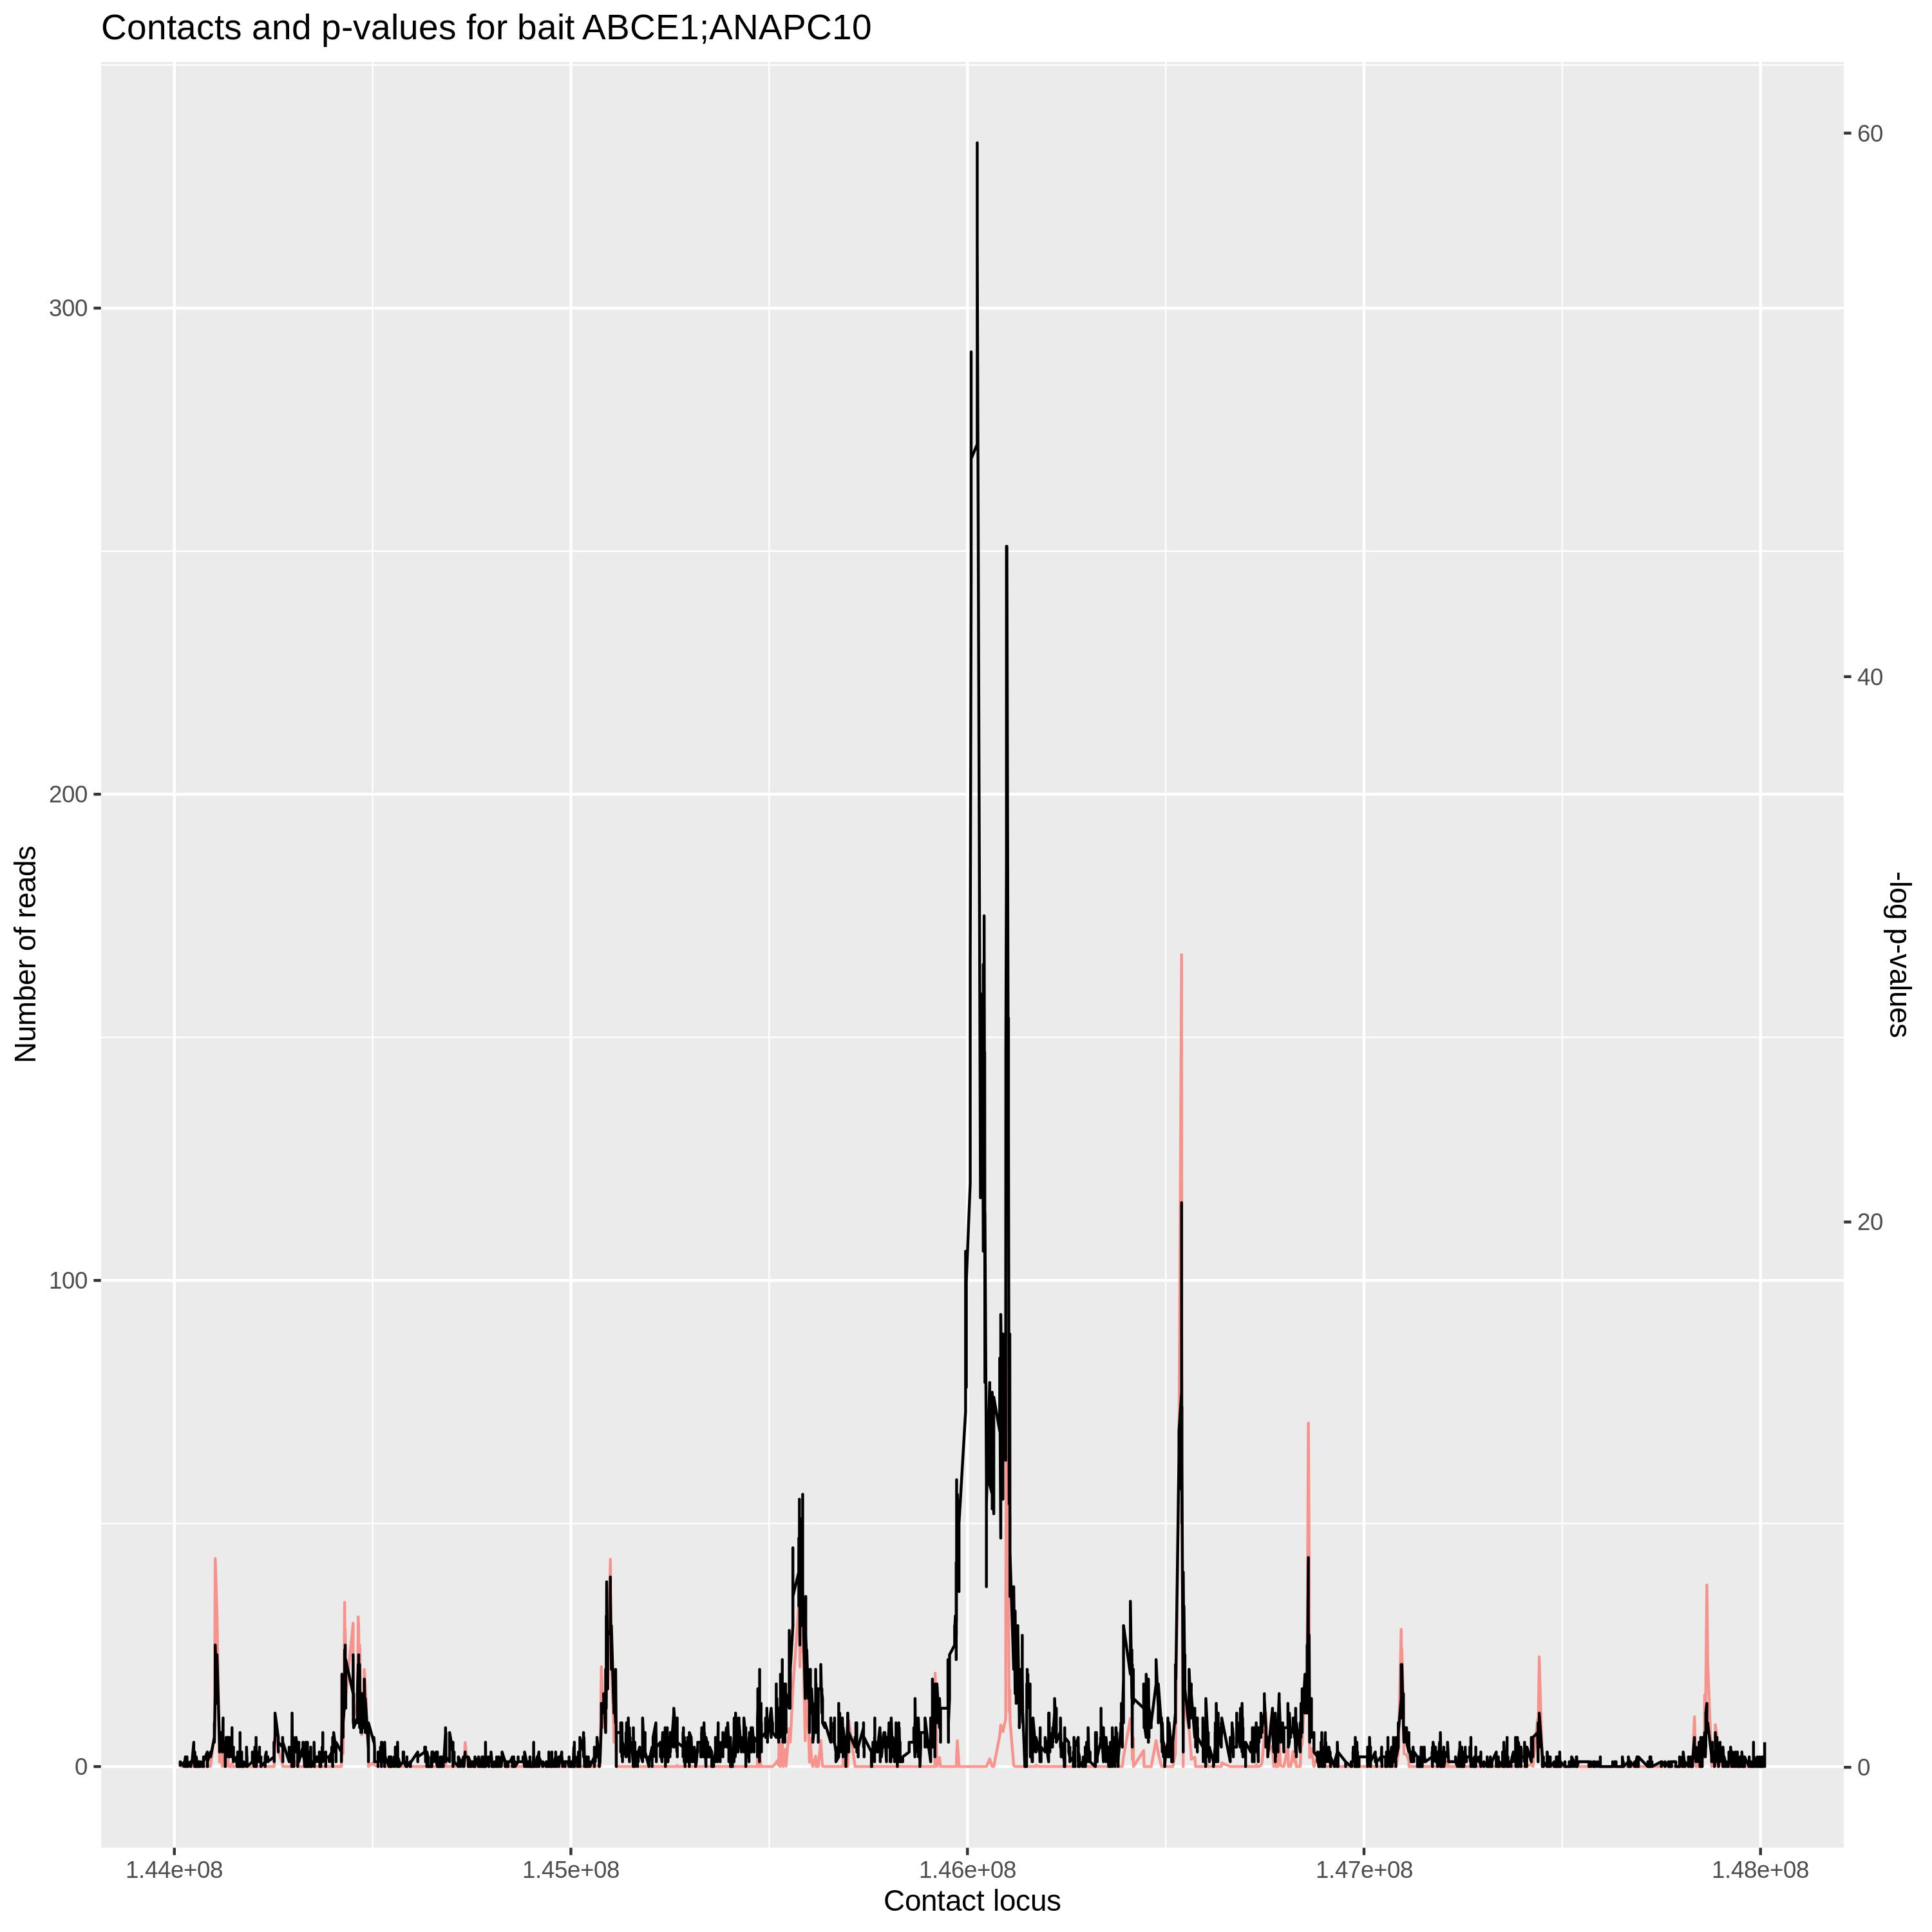 Contacts and p-values for bait ABCE1;ANAPC10
Number of reads
300
200
100
0
60
40
20
0
-log p-values
1.44e+08
1.45e+08
1.46e+08
1.47e+08
1.48e+08
Contact locus